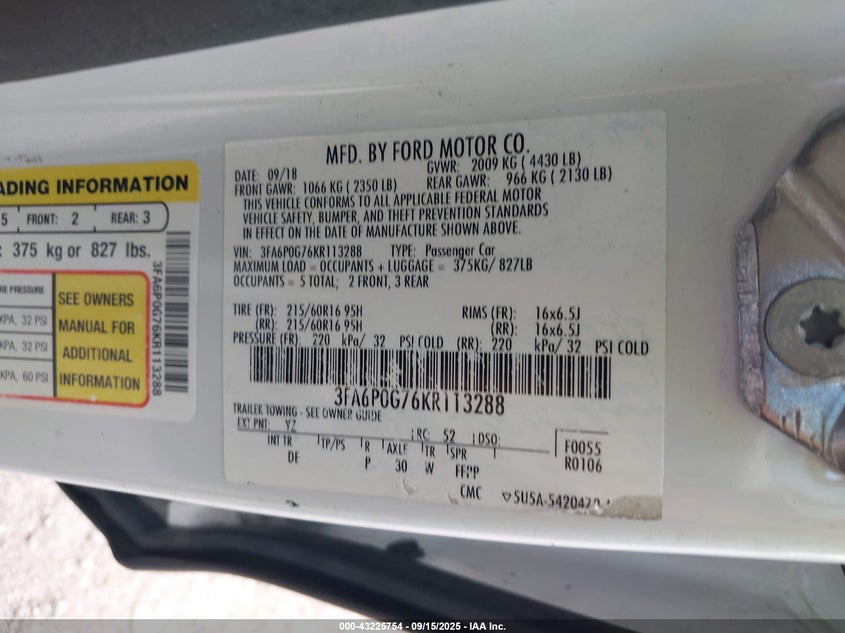 ADING INFORMATION
5 FRONT: 2 REAR: 3
: 375 kg or 827 lbs.
RE PRESSURE
KPA, 32 PSI
KPA, 32 PSI
KPA, 60 PSI
SEE OWNERS
MANUAL FOR
ADDITIONAL
INFORMATION
3FA6P0G76KR113288
MFD. BY FORD MOTOR CO.
DATE: 09/18 GVWR: 2009 KG ( 4430 LB)
FRONT GAWR: 1066 KG ( 2350 LB) REAR GAWR: 966 KG ( 2130 LB)
THIS VEHICLE CONFORMS TO ALL APPLICABLE FEDERAL MOTOR
VEHICLE SAFETY, BUMPER, AND THEFT PREVENTION STANDARDS
IN EFFECT ON THE DATE OF MANUFACTURE SHOWN ABOVE.
VIN: 3FA6P0G76KR113288 TYPE: Passenger Car
MAXIMUM LOAD = OCCUPANTS + LUGGAGE = 375KG/ 827LB
OCCUPANTS = 5 TOTAL; 2 FRONT, 3 REAR
TIRE (FR): 215/60R16 95H RIMS (FR): 16x6.5J
(RR): 215/60R16 95H (RR): 16x6.5J
PRESSURE (FR): 220 kPa/ 32 PSI COLD (RR): 220 kPa/ 32 PSI COLD
3FA6P0G76KR113288
TRAILER TOWING - SEE OWNER GUIDE
EXT PNT: YZ RC: 52 DSO: F0055
INT TR TP/PS R AXLE TR SPR R0106
DE P 30 W FFPP
CMC ▽5U5A-5420472-
000-43225754 09/15/2025 IAA Inc.